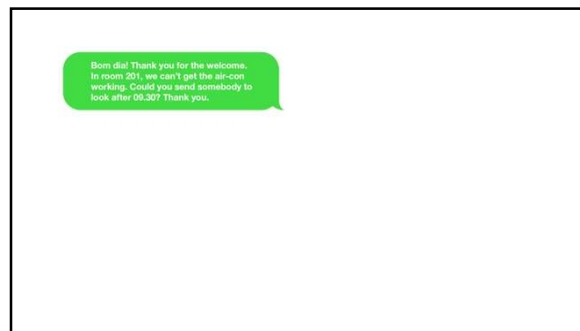 Bom dia! Thank you for the welcome.
In room 201, we can't get the air-con
working. Could you send somebody to
look after 09.30? Thank you.